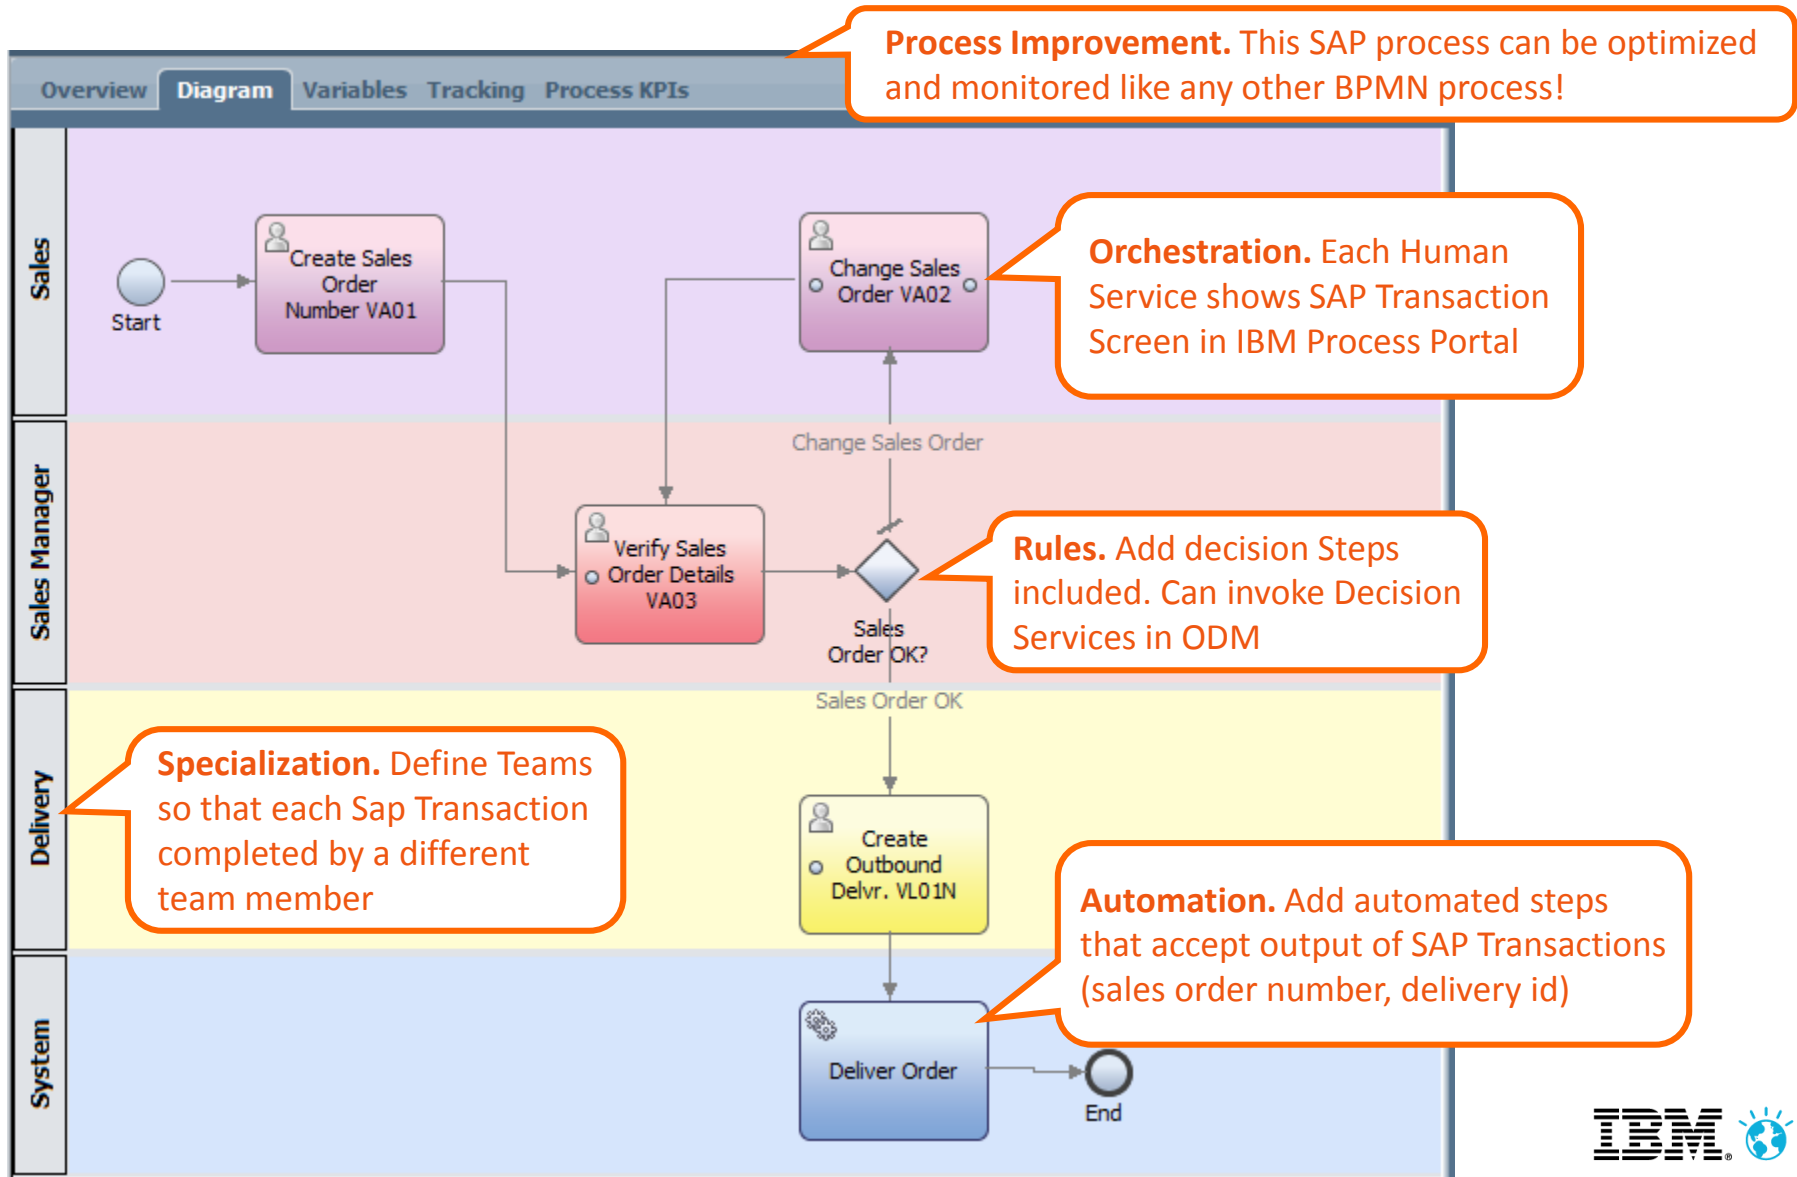 Process Improvement. This SAP process can be optimized
and monitored like any other BPMN process!
Overview Diagram Variables Tracking Process KPIs
Sales
Start
Create Sales
Order
Number VA01
Change Sales
Order VA02
Orchestration. Each Human
Service shows SAP Transaction
Screen in IBM Process Portal
Change Sales Order
Sales Manager
Verify Sales
Order Details
VA03
Sales
Order OK?
Rules. Add decision Steps
included. Can invoke Decision
Services in ODM
Sales Order OK
Delivery
Specialization. Define Teams
so that each Sap Transaction
completed by a different
team member
Create
Outbound
Delvr. VL01N
Automation. Add automated steps
that accept output of SAP Transactions
(sales order number, delivery id)
System
Deliver Order
End
IBM®